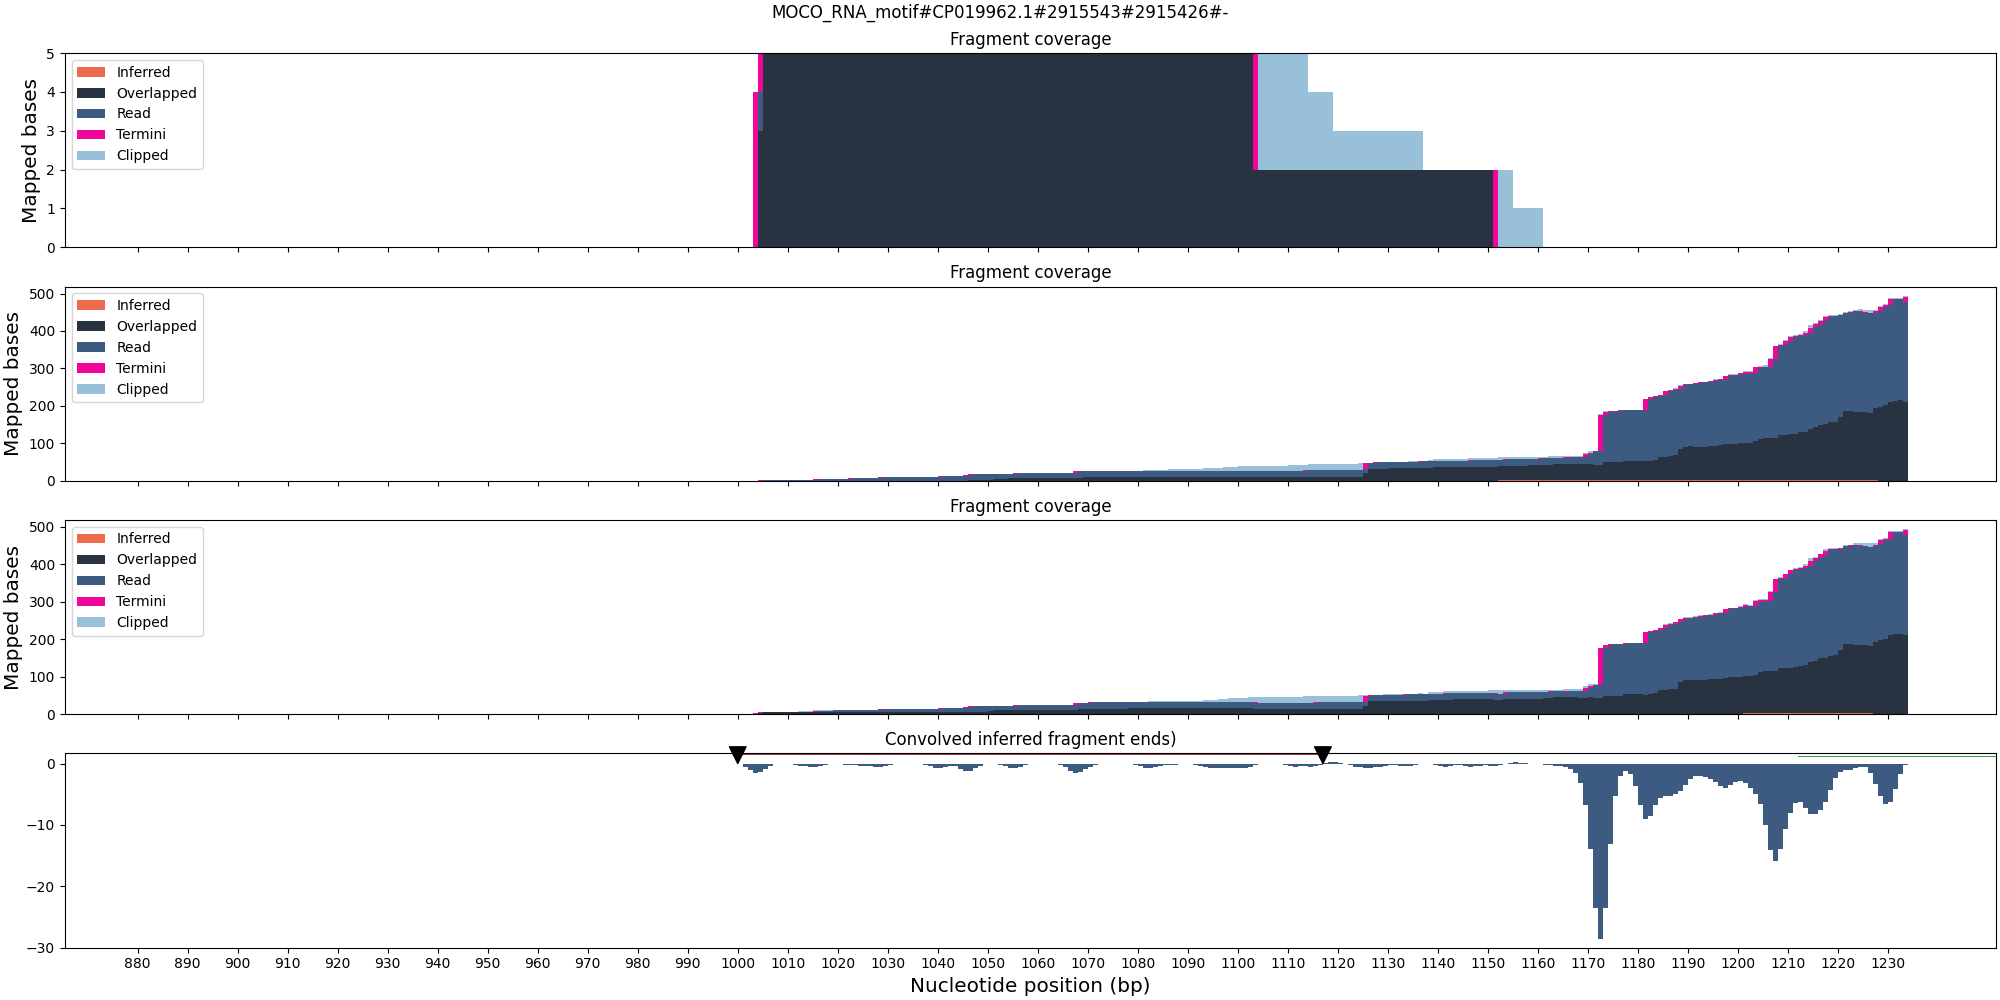 MOCO_RNA_motif#CP019962.1#2915543#2915426#-
Fragment coverage
Mapped bases
5
4
3
2
1
0
Inferred
Overlapped
Read
Termini
Clipped
Fragment coverage
Mapped bases
500
400
300
200
100
0
Inferred
Overlapped
Read
Termini
Clipped
Fragment coverage
Mapped bases
500
400
300
200
100
0
Inferred
Overlapped
Read
Termini
Clipped
Convolved inferred fragment ends)
0
−10
−20
−30
880 890 900 910 920 930 940 950 960 970 980 990 1000 1010 1020 1030 1040 1050 1060 1070 1080 1090 1100 1110 1120 1130 1140 1150 1160 1170 1180 1190 1200 1210 1220 1230
Nucleotide position (bp)